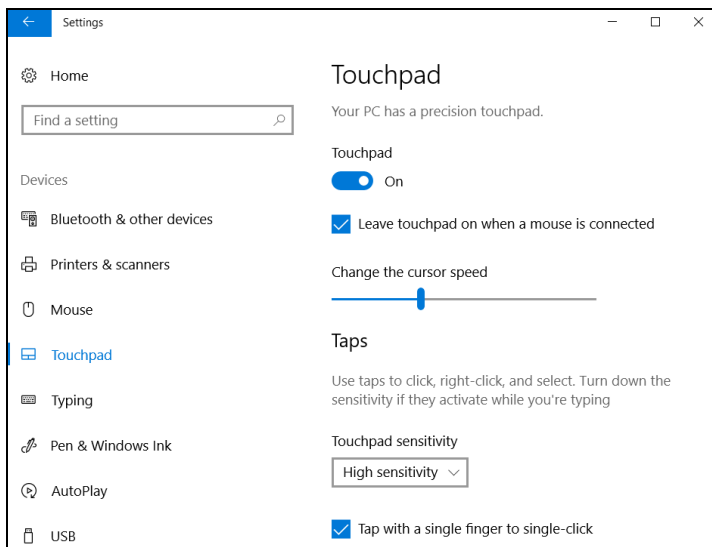 Settings
Home
Find a setting
Devices
Bluetooth & other devices
Printers & scanners
Mouse
Touchpad
Typing
Pen & Windows Ink
AutoPlay
USB
Touchpad
Your PC has a precision touchpad.
Touchpad
On
Leave touchpad on when a mouse is connected
Change the cursor speed
Taps
Use taps to click, right-click, and select. Turn down the
sensitivity if they activate while you're typing
Touchpad sensitivity
High sensitivity
Tap with a single finger to single-click